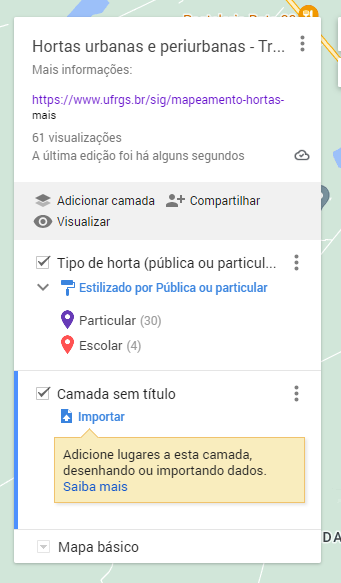 Hortas urbanas e periurbanas - Tr...
Mais informações:
https://www.ufrgs.br/sig/mapeamento-hortas-
mais
61 visualizações
A última edição foi há alguns segundos
Adicionar camada
Compartilhar
Visualizar
Tipo de horta (pública ou particul...
Estilizado por Pública ou particular
Particular (30)
Escolar (4)
Camada sem título
Importar
Adicione lugares a esta camada,
desenhando ou importando dados.
Saiba mais
Mapa básico
DA